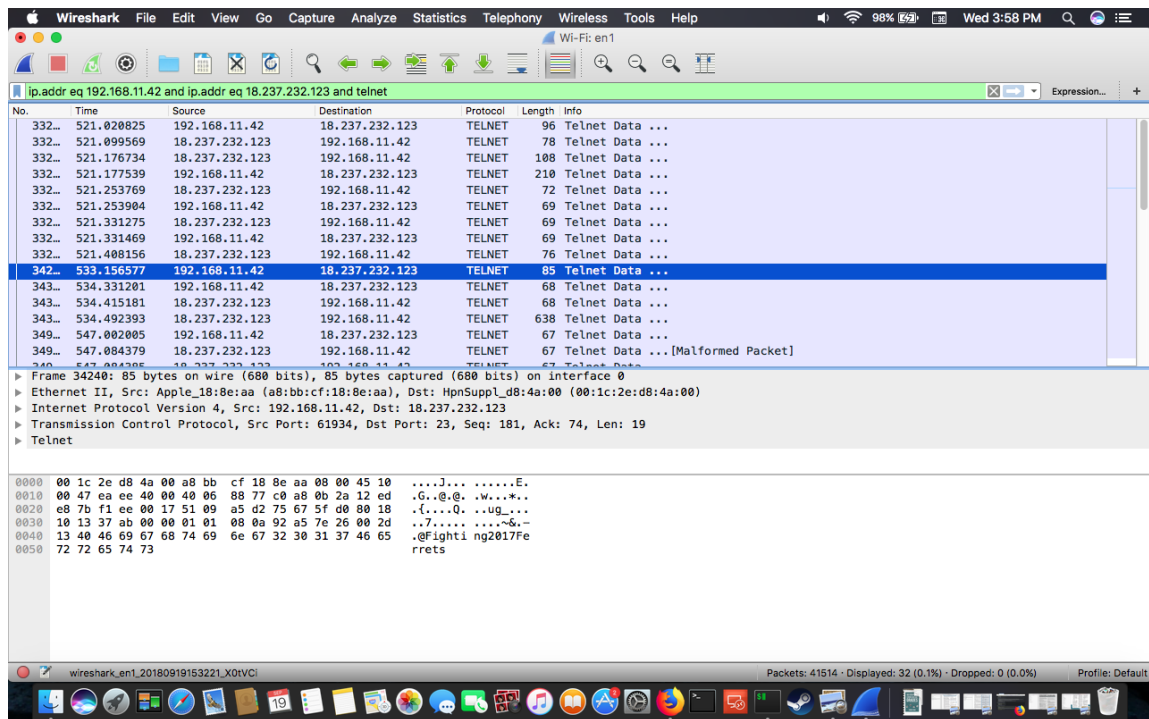 Wireshark File Edit View Go Capture Analyze Statistics Telephony Wireless Tools Help 98% Wed 3:58 PM
Wi-Fi: en1
ip.addr eq 192.168.11.42 and ip.addr eq 18.237.232.123 and telnet Expression... +
No. Time Source Destination Protocol Length Info
332… 521.020825 192.168.11.42 18.237.232.123 TELNET 96 Telnet Data ...
332… 521.099569 18.237.232.123 192.168.11.42 TELNET 78 Telnet Data ...
332… 521.176734 18.237.232.123 192.168.11.42 TELNET 108 Telnet Data ...
332… 521.177539 192.168.11.42 18.237.232.123 TELNET 210 Telnet Data ...
332… 521.253769 18.237.232.123 192.168.11.42 TELNET 72 Telnet Data ...
332… 521.253904 192.168.11.42 18.237.232.123 TELNET 69 Telnet Data ...
332… 521.331275 18.237.232.123 192.168.11.42 TELNET 69 Telnet Data ...
332… 521.331469 192.168.11.42 18.237.232.123 TELNET 69 Telnet Data ...
332… 521.408156 18.237.232.123 192.168.11.42 TELNET 76 Telnet Data ...
342… 533.156577 192.168.11.42 18.237.232.123 TELNET 85 Telnet Data ...
343… 534.331201 192.168.11.42 18.237.232.123 TELNET 68 Telnet Data ...
343… 534.415181 192.168.11.42 18.237.232.123 TELNET 68 Telnet Data ...
343… 534.492393 18.237.232.123 192.168.11.42 TELNET 638 Telnet Data ...
349… 547.002005 192.168.11.42 18.237.232.123 TELNET 67 Telnet Data ...
349… 547.084379 18.237.232.123 192.168.11.42 TELNET 67 Telnet Data ...[Malformed Packet]
Frame 34240: 85 bytes on wire (680 bits), 85 bytes captured (680 bits) on interface 0
Ethernet II, Src: Apple_18:8e:aa (a8:bb:cf:18:8e:aa), Dst: HpnSuppl_d8:4a:00 (00:1c:2e:d8:4a:00)
Internet Protocol Version 4, Src: 192.168.11.42, Dst: 18.237.232.123
Transmission Control Protocol, Src Port: 61934, Dst Port: 23, Seq: 181, Ack: 74, Len: 19
Telnet
0000 00 1c 2e d8 4a 00 a8 bb cf 18 8e aa 08 00 45 10 ....J... ......E.
0010 00 47 ea ee 40 00 40 06 88 77 c0 a8 0b 2a 12 ed .G..@.@. .w...*..
0020 e8 7b f1 ee 00 17 51 09 a5 d2 75 67 5f d0 80 18 .{....Q. ..ug_...
0030 10 13 37 ab 00 00 01 01 08 0a 92 a5 7e 26 00 2d ..7..... ....~&.-
0040 13 40 46 69 67 68 74 69 6e 67 32 30 31 37 46 65 .@Fighti ng2017Fe
0050 72 72 65 74 73 rrets
wireshark_en1_20180919153221_X0tVCi Packets: 41514 · Displayed: 32 (0.1%) · Dropped: 0 (0.0%) Profile: Default
SEP
19